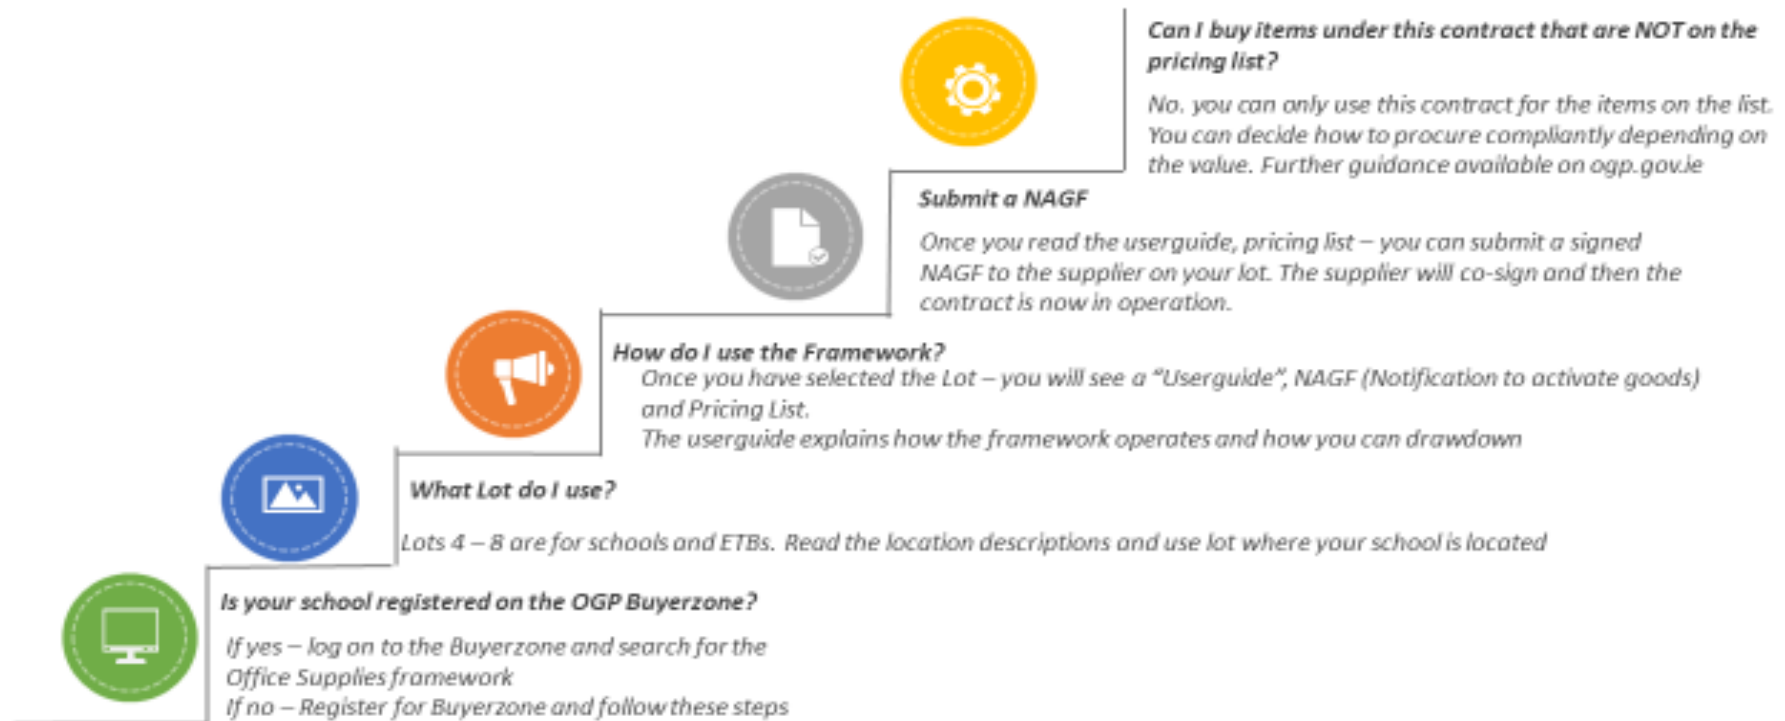 Can I buy items under this contract that are NOT on the
pricing list?
No. you can only use this contract for the items on the list.
You can decide how to procure compliantly depending on
the value. Further guidance available on ogp.gov.ie
Submit a NAGF
Once you read the userguide, pricing list – you can submit a signed
NAGF to the supplier on your lot. The supplier will co-sign and then the
contract is now in operation.
How do I use the Framework?
Once you have selected the Lot – you will see a “Userguide”, NAGF (Notification to activate goods)
and Pricing List.
The userguide explains how the framework operates and how you can drawdown
What Lot do I use?
Lots 4 – 8 are for schools and ETBs. Read the location descriptions and use lot where your school is located
Is your school registered on the OGP Buyerzone?
If yes – log on to the Buyerzone and search for the
Office Supplies framework
If no – Register for Buyerzone and follow these steps